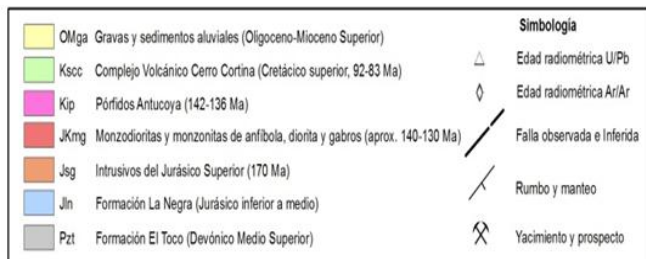 OMga Gravas y sedimentos aluviales (Oligoceno-Mioceno Superior)
Kscc Complejo Volcánico Cerro Cortina (Cretácico superior, 92-83 Ma)
Kip Pórfidos Antucoya (142-136 Ma)
JKmg Monzodioritas y monzonitas de anfíbola, diorita y gabros (aprox. 140-130 Ma)
Jsg Intrusivos del Jurásico Superior (170 Ma)
Jln Formación La Negra (Jurásico inferior a medio)
Pzt Formación El Toco (Devónico Medio Superior)
Simbología
Edad radiométrica U/Pb
Edad radiométrica Ar/Ar
Falla observada e Inferida
Rumbo y manteo
Yacimiento y prospecto